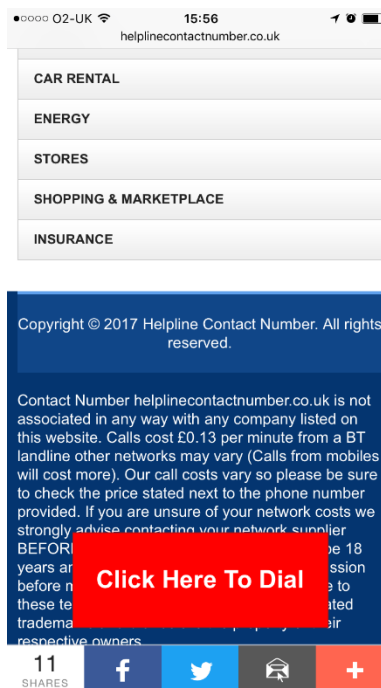 O2-UK 15:56
helplinecontactnumber.co.uk
CAR RENTAL
ENERGY
STORES
SHOPPING & MARKETPLACE
INSURANCE
Copyright © 2017 Helpline Contact Number. All rights
reserved.
Contact Number helplinecontactnumber.co.uk is not
associated in any way with any company listed on
this website. Calls cost £0.13 per minute from a BT
landline other networks may vary (Calls from mobiles
will cost more). Our call costs vary so please be sure
to check the price stated next to the phone number
provided. If you are unsure of your network costs we
strongly advise contacting your network supplier
be 18
years
before
Click Here To Dial
to
these
respective owners
11
SHARES